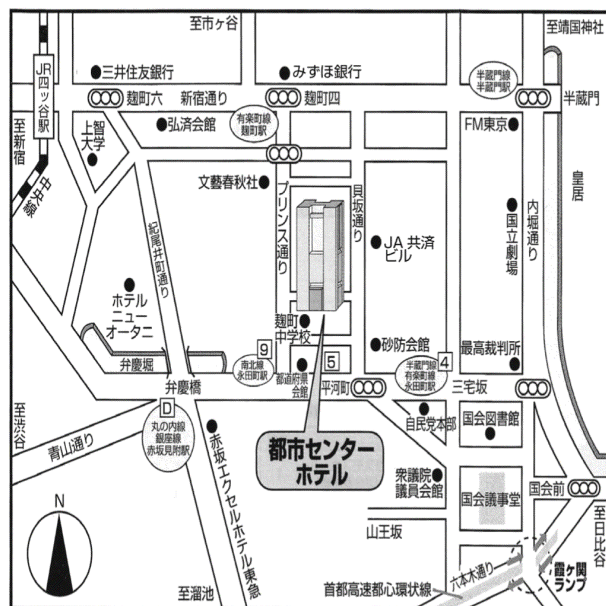 至市ヶ谷
至靖国神社
三井住友銀行
みずほ銀行
半蔵門線
半蔵門駅
JR四ッ谷駅
麹町六
新宿通り
麹町四
半蔵門
上智
大学
弘済会館
有楽町線
麹町駅
FM東京
至新宿
中央線
文藝春秋社
プリンス通り
貝坂通り
皇居
紀尾井町通り
JA 共済
ビル
国立劇場
内堀通り
ホテル
ニュー
オータニ
麹町
中学校
砂防会館
最高裁判所
弁慶堀
9
南北線
永田町駅
都道府県
会館
5
半蔵門線
有楽町線
永田町駅
4
弁慶橋
平河町
三宅坂
至渋谷
D
丸の内線
銀座線
赤坂見附駅
自民党本部
国会図書館
青山通り
赤坂エクセルホテル東急
都市センター
ホテル
衆議院
議員会館
国会議事堂
国会前
N
山王坂
至日比谷
六本木通り
霞ヶ関
ランプ
至溜池
首都高速都心環状線